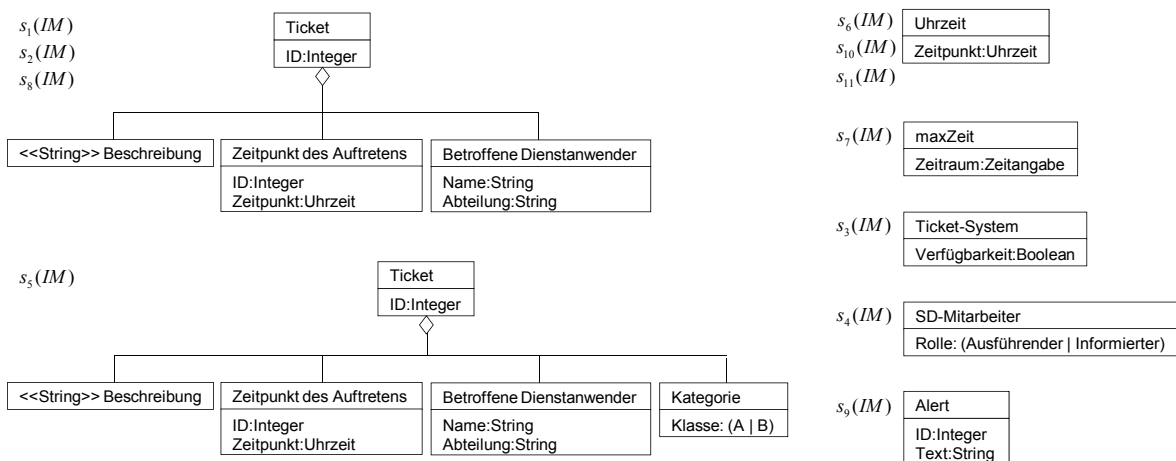 s₁(IM)
s₂(IM)
s₈(IM)
Ticket
ID:Integer
<<String>> Beschreibung
Zeitpunkt des Auftretens
ID:Integer
Zeitpunkt:Uhrzeit
Betroffene Dienstanwender
Name:String
Abteilung:String
s₅(IM)
Ticket
ID:Integer
<<String>> Beschreibung
Zeitpunkt des Auftretens
ID:Integer
Zeitpunkt:Uhrzeit
Betroffene Dienstanwender
Name:String
Abteilung:String
Kategorie
Klasse: (A | B)
s₆(IM)
s₁₀(IM)
s₁₁(IM)
Uhrzeit
Zeitpunkt:Uhrzeit
s₇(IM)
maxZeit
Zeitraum:Zeitangabe
s₃(IM)
Ticket-System
Verfügbarkeit:Boolean
s₄(IM)
SD-Mitarbeiter
Rolle: (Ausführender | Informierter)
s₉(IM)
Alert
ID:Integer
Text:String